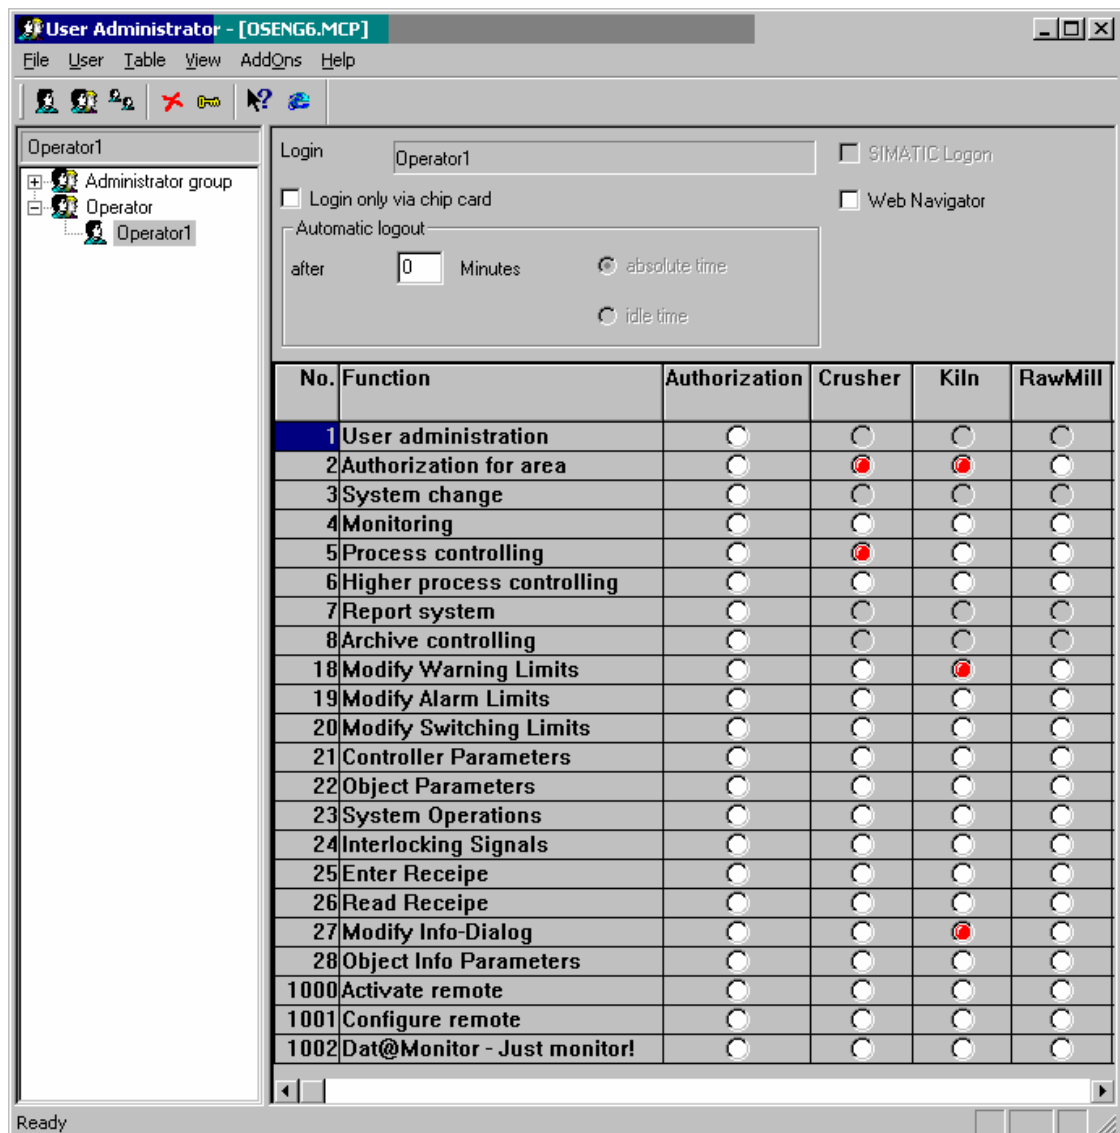 User Administrator - [OSENG6.MCP]
File User Table View AddOns Help
Operator1
Administrator group
Operator
Operator1
Login Operator1 SIMATIC Logon
Login only via chip card Web Navigator
Automatic logout
after 0 Minutes absolute time
idle time
No. Function Authorization Crusher Kiln RawMill
1 User administration
2 Authorization for area
3 System change
4 Monitoring
5 Process controlling
6 Higher process controlling
7 Report system
8 Archive controlling
18 Modify Warning Limits
19 Modify Alarm Limits
20 Modify Switching Limits
21 Controller Parameters
22 Object Parameters
23 System Operations
24 Interlocking Signals
25 Enter Receipe
26 Read Receipe
27 Modify Info-Dialog
28 Object Info Parameters
1000 Activate remote
1001 Configure remote
1002 Dat@Monitor - Just monitor!
Ready